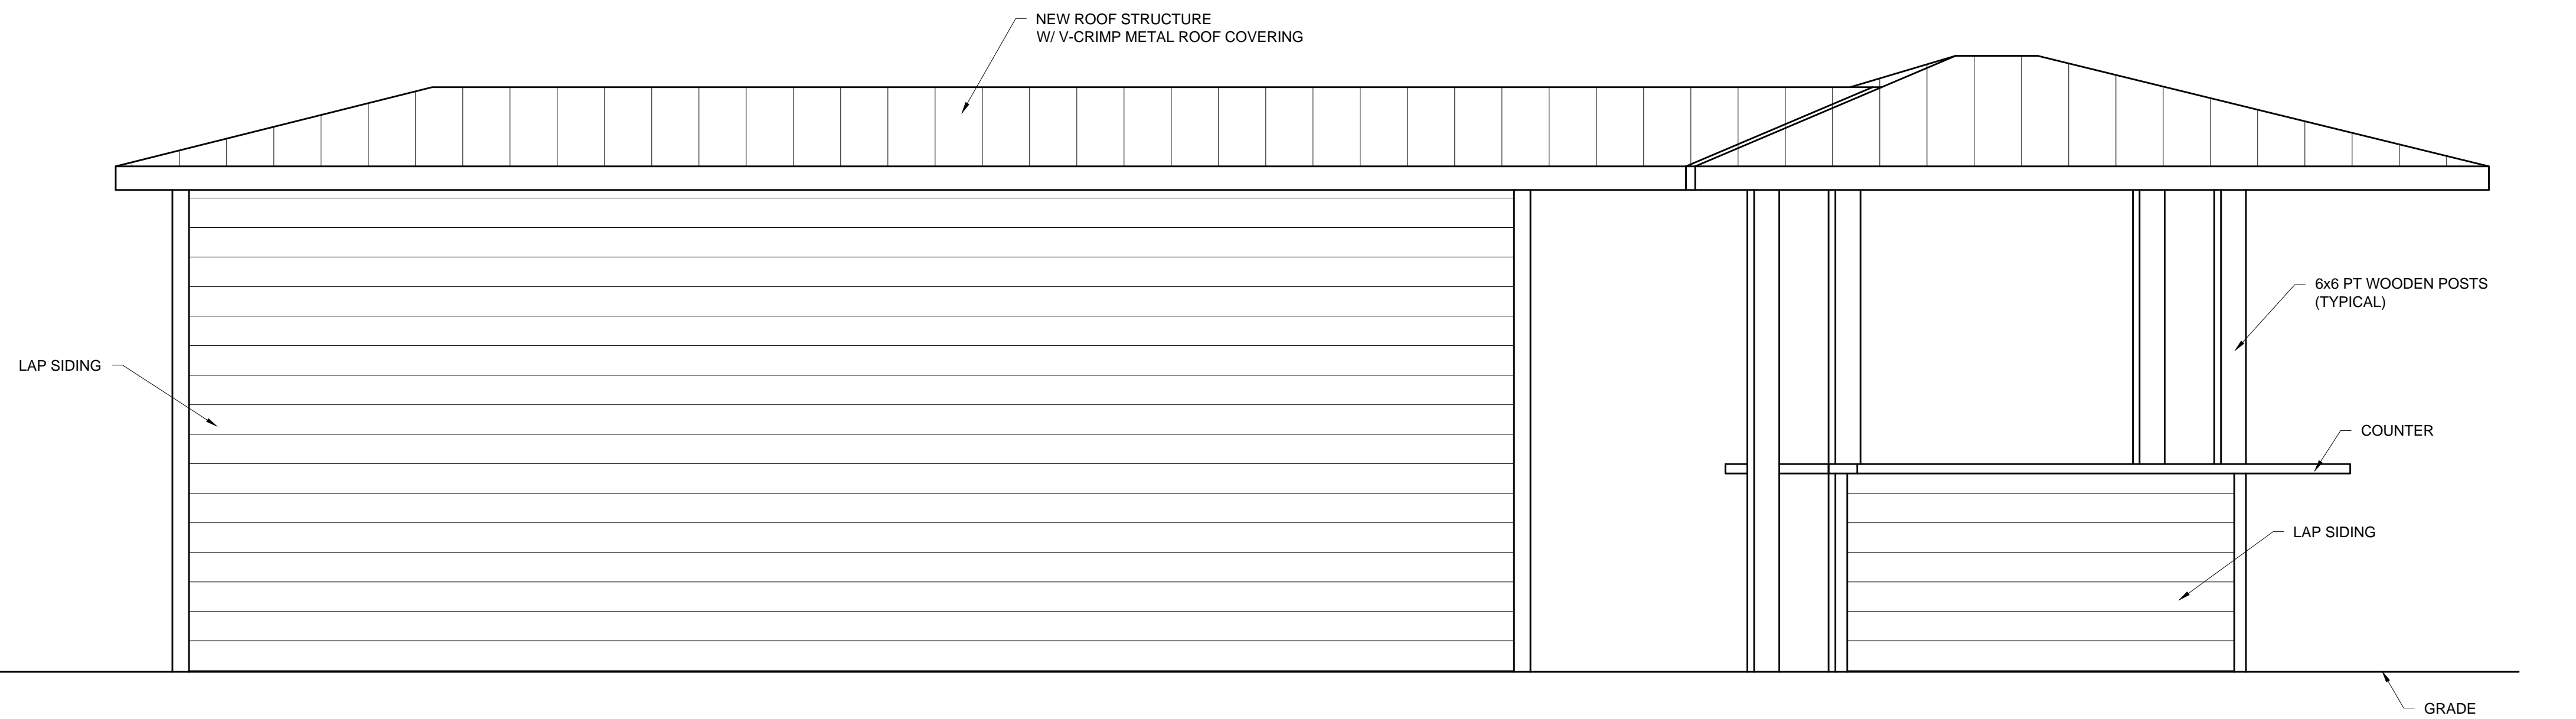 NEW ROOF STRUCTURE
W/ V-CRIMP METAL ROOF COVERING
6x6 PT WOODEN POSTS
(TYPICAL)
LAP SIDING
COUNTER
LAP SIDING
GRADE